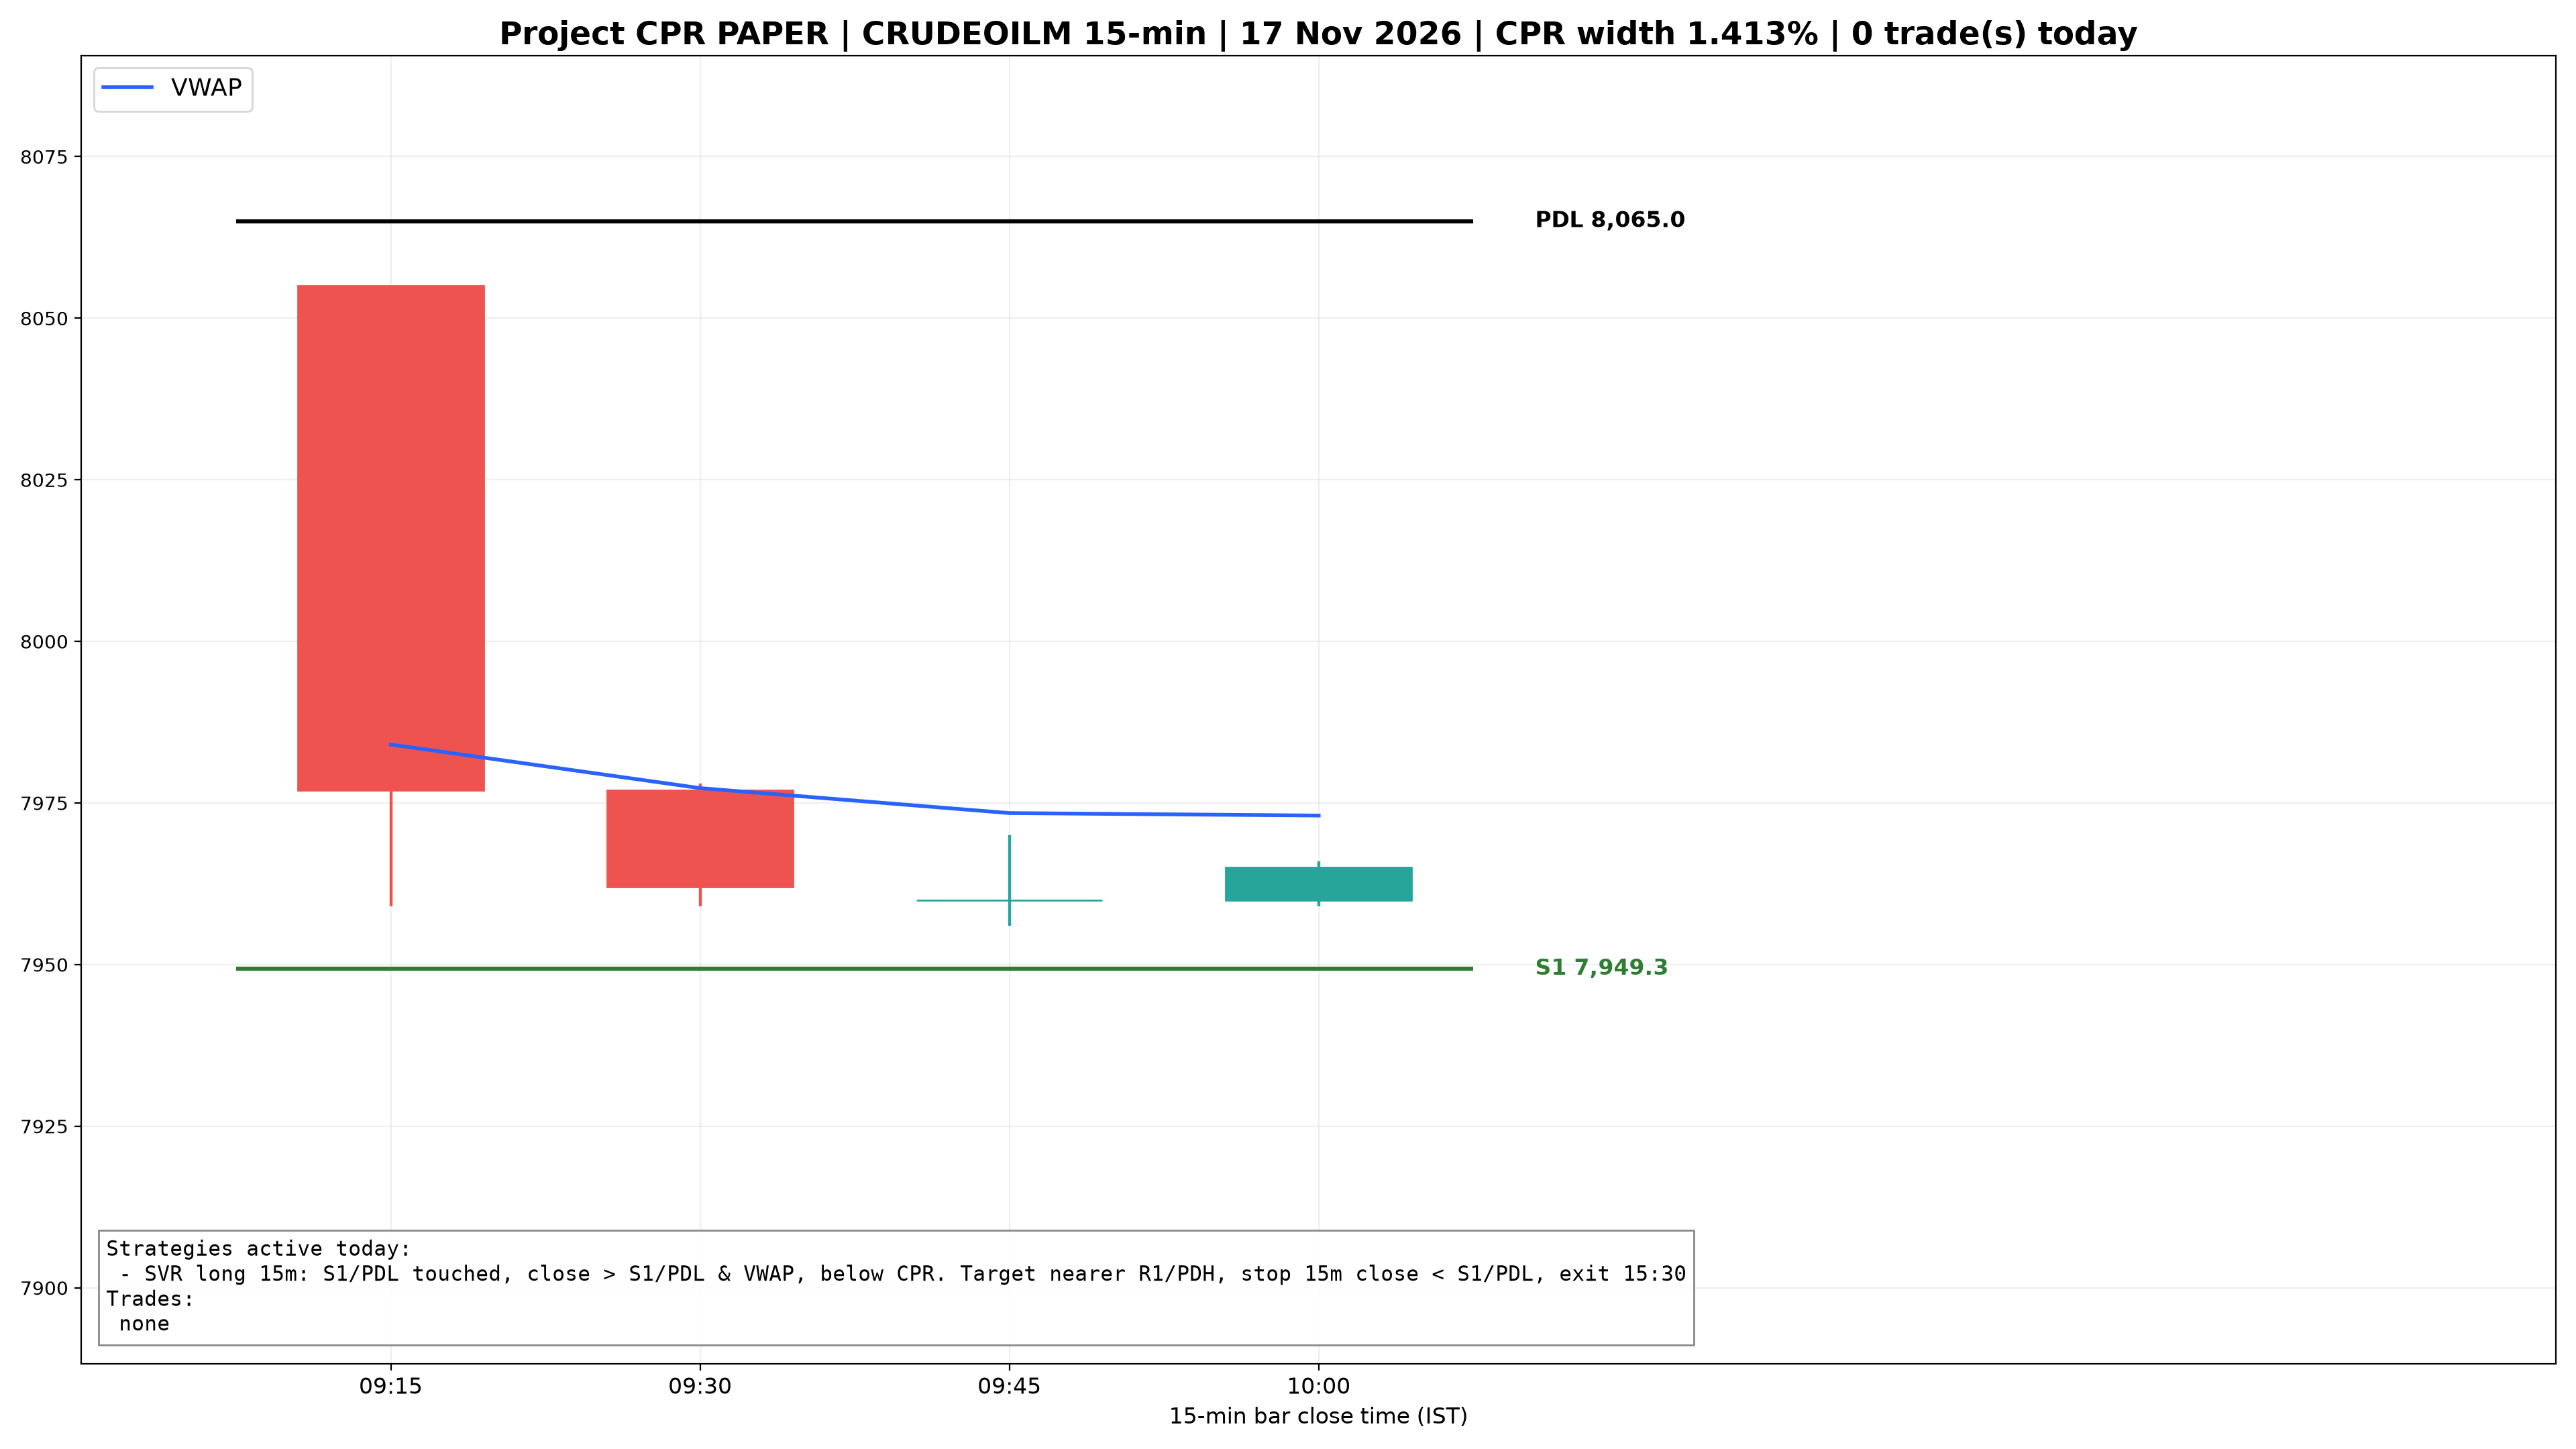 Project CPR PAPER | CRUDEOILM 15-min | 17 Nov 2026 | CPR width 1.413% | 0 trade(s) today
VWAP
8075
PDL 8,065.0
8050
8025
8000
7975
7950
S1 7,949.3
7925
7900
Strategies active today:
- SVR long 15m: S1/PDL touched, close > S1/PDL & VWAP, below CPR. Target nearer R1/PDH, stop 15m close < S1/PDL, exit 15:30
Trades:
none
09:15 09:30 09:45 10:00
15-min bar close time (IST)